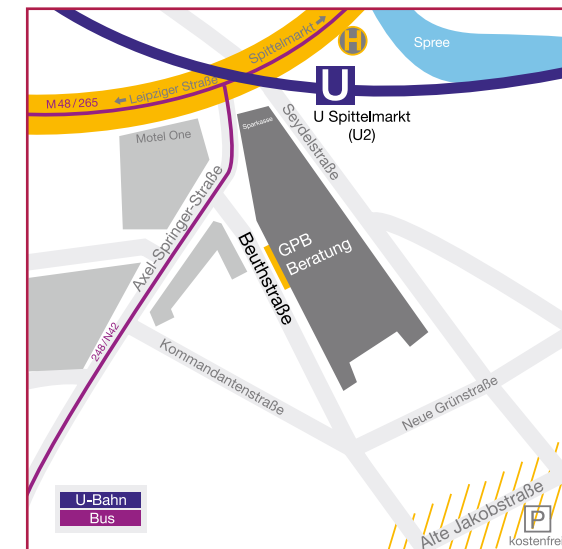 Spittelmarkt
H
Spree
Leipziger Straße
M48/265
U
U Spittelmarkt
(U2)
Sparkasse
Seydelstraße
Motel One
Axel-Springer-Straße
Beuthstraße
GPB
Beratung
248/N42
Kommandantenstraße
Neue Grünstraße
U-Bahn
Bus
Alte Jakobstraße
P
kostenfrei